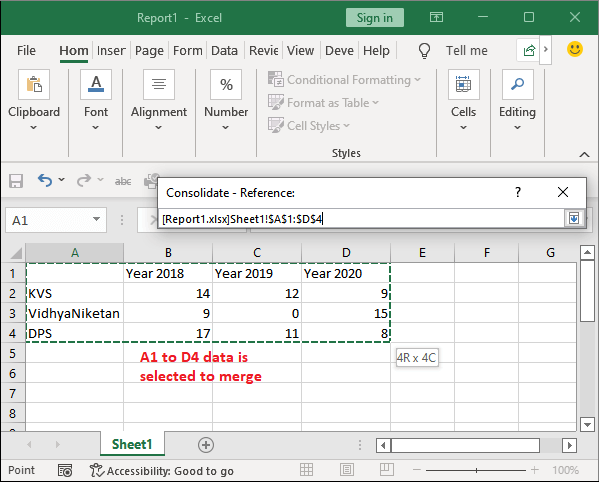 Report1 - Excel
Sign in
File Hom Inser Page Form Data Revie View Deve Help Tell me
Clipboard
Font
Alignment
%
Number
Conditional Formatting
Format as Table
Cell Styles
Styles
Cells
Editing
abc
Consolidate - Reference: ?
[Report1.xlsx]Sheet1!$A$1:$D$4
A1
A B C D E F G
1 Year 2018 Year 2019 Year 2020
2 KVS 14 12 9
3 VidhyaNiketan 9 0 15
4 DPS 17 11 8
5 A1 to D4 data is 4R x 4C
6 selected to merge
7
8
9
Sheet1
Point Accessibility: Good to go 100%